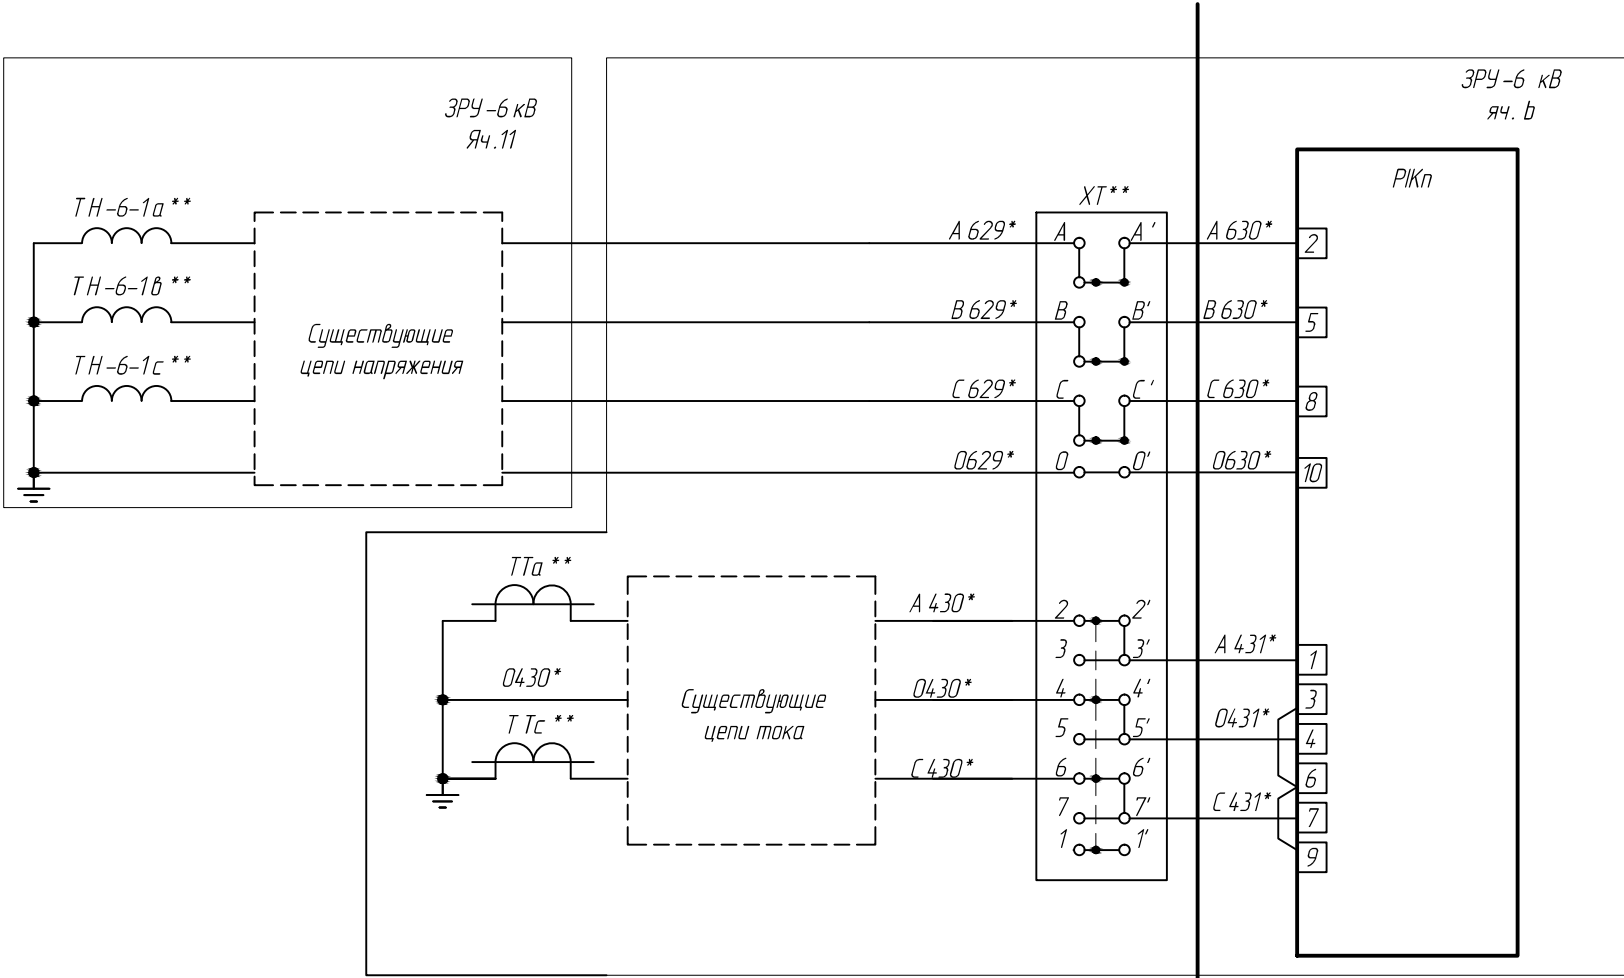 ЗРУ-6 кВ
Яч.11
ЗРУ-6 кВ
яч. b
ТН-6-1а **
ТН-6-1в **
ТН-6-1с **
Существующие
цепи напряжения
А 629*
В 629*
С 629*
0629*
ХТ**
А А'
В В'
С С'
0 0'
А 630*
В 630*
С 630*
0630*
PIKn
2
5
8
10
ТТа **
0430*
ТТс **
Существующие
цепи тока
А 430*
0430*
С 430*
2 2'
3 3'
4 4'
5 5'
6 6'
7 7'
1 1'
А 431*
0431*
С 431*
1
3
4
6
7
9